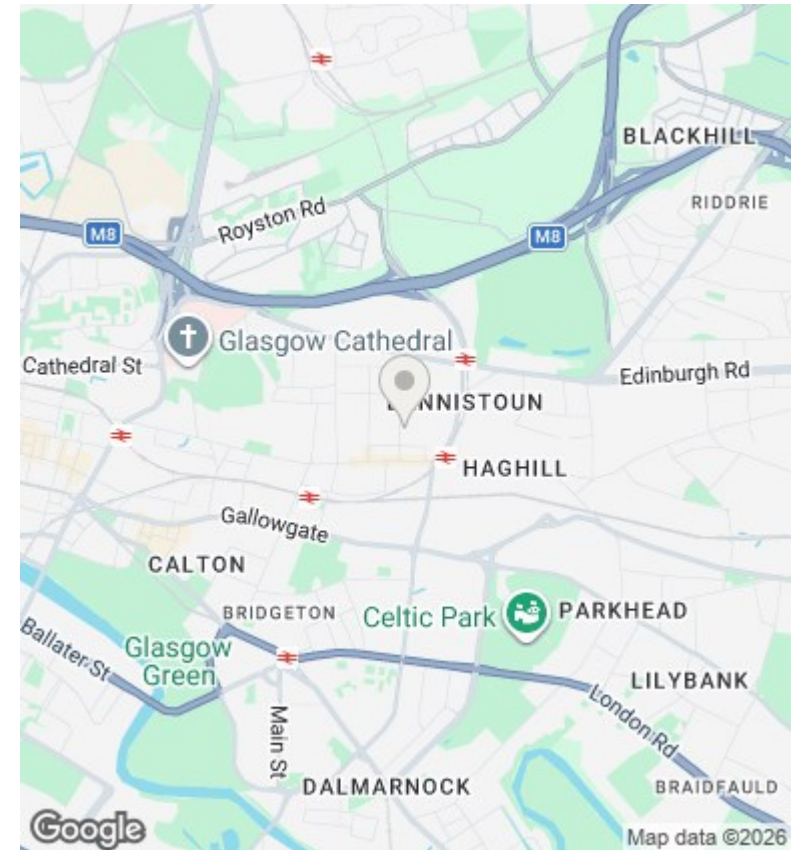 BLACKHILL
RIDDRIE
Royston Rd
M8
M8
Glasgow Cathedral
Cathedral St
Edinburgh Rd
NNISTOUN
HAGHILL
Gallowgate
CALTON
BRIDGETON
Celtic Park
PARKHEAD
Ballater St
Glasgow
Green
LILYBANK
London Rd
Main St
DALMARNOCK
BRAIDFAULD
Google
Map data ©2026